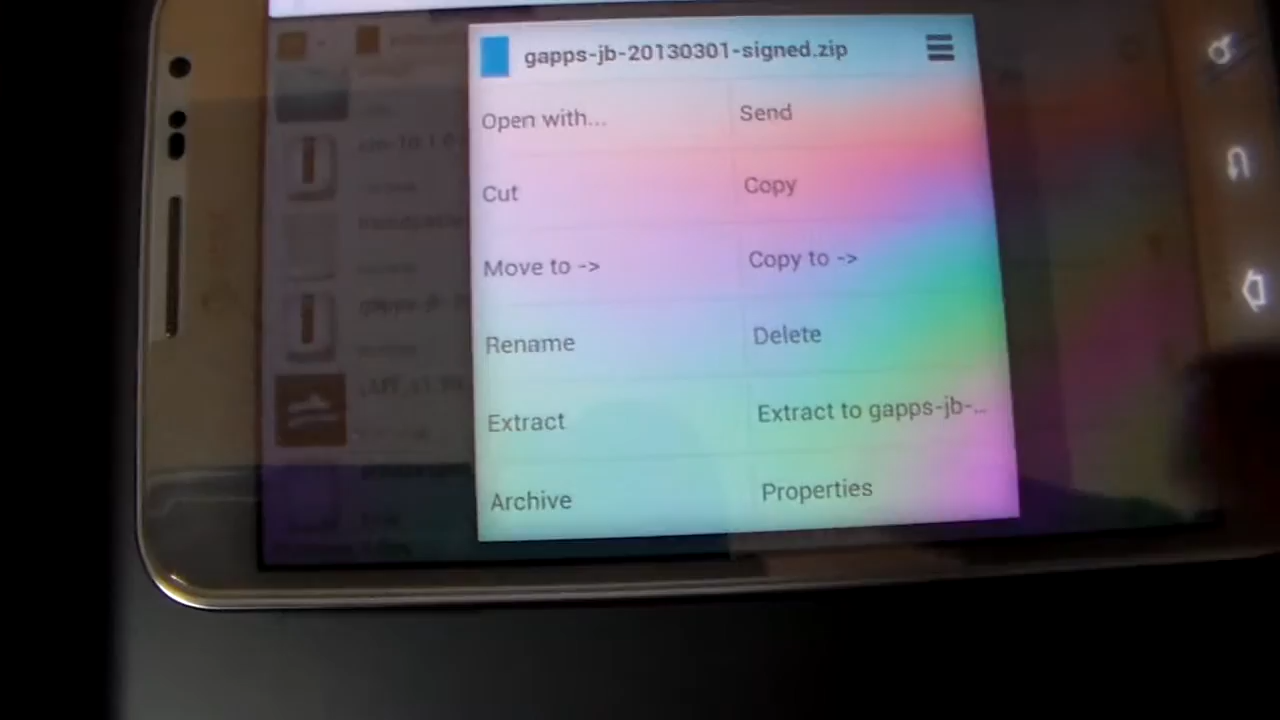 gapps-jb-20130301-signed.zip
Open with...
Send
Cut
Copy
Move to ->
Copy to ->
Rename
Delete
Extract
Extract to gapps-jb-...
Archive
Properties